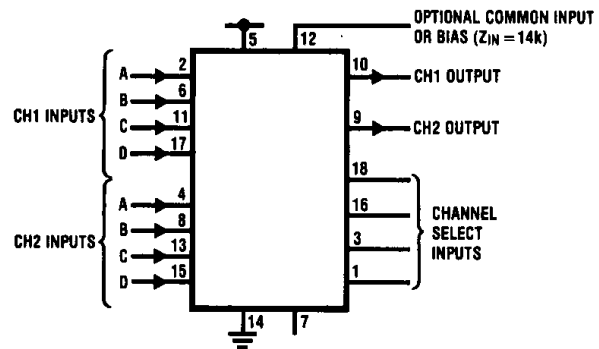 OPTIONAL COMMON INPUT
OR BIAS (ZIN = 14k)
5
12
A 2
B 6
CH1 INPUTS
C 11
D 17
10 CH1 OUTPUT
9 CH2 OUTPUT
A 4
B 8
CH2 INPUTS
C 13
D 15
18
16
3
1
CHANNEL
SELECT
INPUTS
14
7